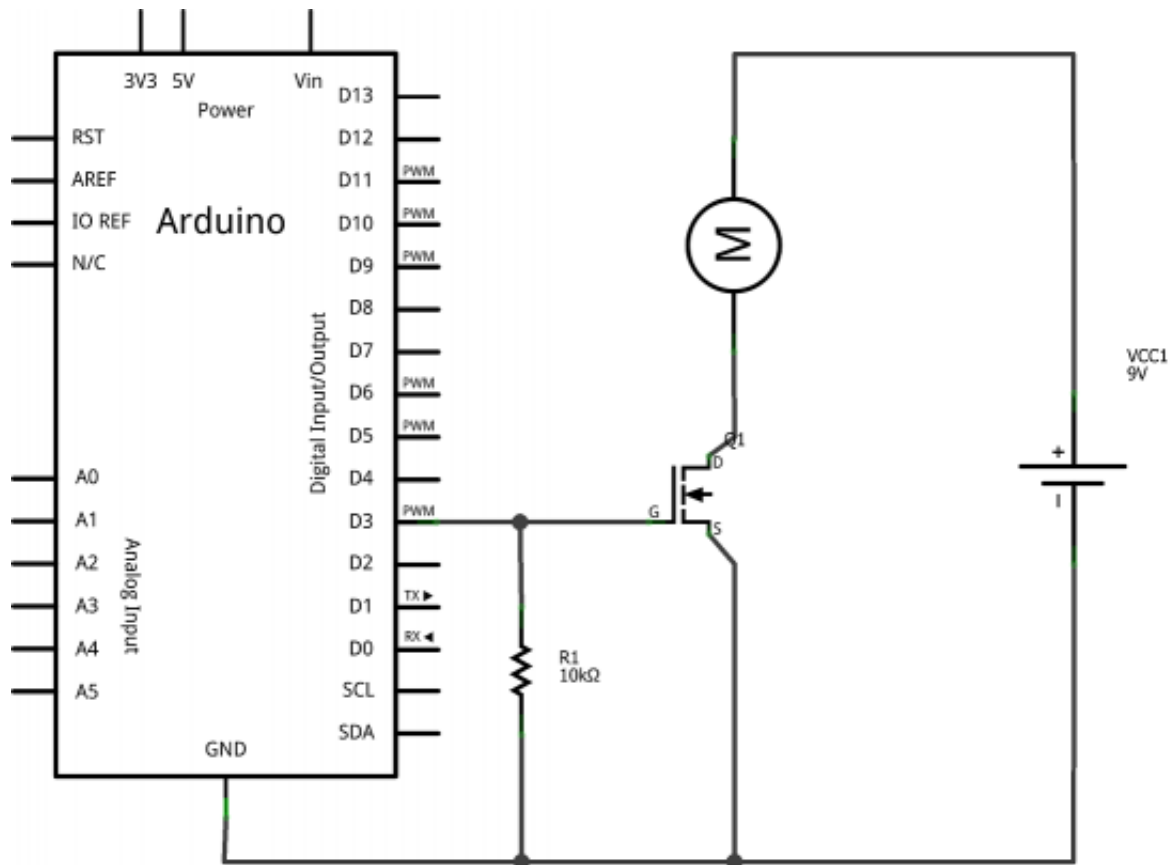 3V3 5V Vin
Power
Arduino
RST
AREF
IO REF
N/C
A0
A1
A2
A3
A4
A5
Analog Input
GND
Digital Input/Output
D13
D12
D11 PWM
D10 PWM
D9 PWM
D8
D7
D6 PWM
D5 PWM
D4
D3 PWM
D2
D1 TX ▶
D0 RX ◀
SCL
SDA
R1
10kΩ
M
Q1
D
G
S
VCC1
9V
+
I